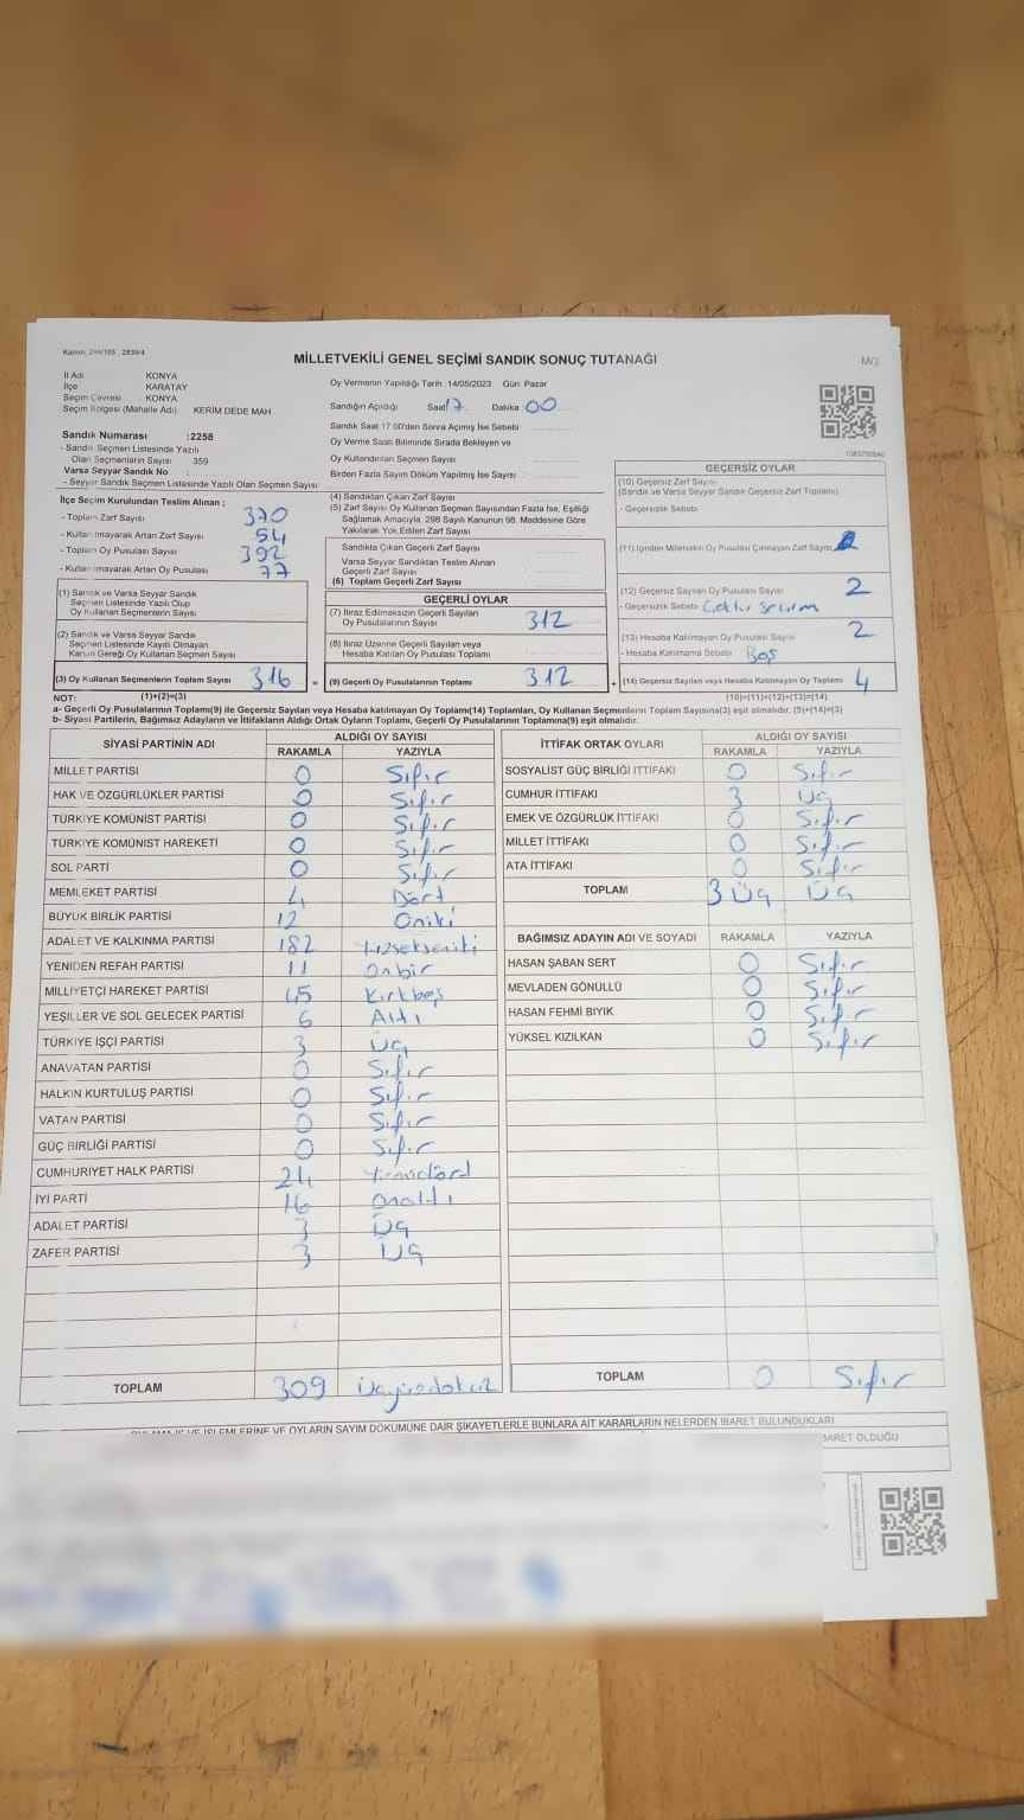 Kanun: 298/105 , 2839/4
MİLLETVEKİLİ GENEL SEÇİMİ SANDIK SONUÇ TUTANAĞI
İl Adı KONYA
İlçe KARATAY
Seçim Çevresi KONYA
Seçim Bölgesi (Mahalle Adı) KERİM DEDE MAH.
Sandık Numarası :2258
- Sandık Seçmen Listesinde Yazılı
Olan Seçmenlerin Sayısı 359
Varsa Seyyar Sandık No :
- Seyyar Sandık Seçmen Listesinde Yazılı Olan Seçmen Sayısı
Oy Vermenin Yapıldığı Tarih: 14/05/2023 Gün: Pazar
Sandığın Açıldığı Saat 17 Dakika 00
Sandık Saat 17.00'den Sonra Açılmış İse Sebebi
Oy Verme Saati Bitiminde Sırada Bekleyen ve
Oy Kullandırılan Seçmen Sayısı
Birden Fazla Sayım Döküm Yapılmış İse Sayısı
İlçe Seçim Kurulundan Teslim Alınan ;
- Toplam Zarf Sayısı 370
- Kullanılmayarak Artan Zarf Sayısı 54
- Toplam Oy Pusulası Sayısı 392
- Kullanılmayarak Artan Oy Pusulası 77
(1) Sandık ve Varsa Seyyar Sandık
Seçmen Listesinde Yazılı Olup
Oy Kullanan Seçmenlerin Sayısı
(2) Sandık ve Varsa Seyyar Sandık
Seçmen Listesinde Kayıtlı Olmayan
Kanun Gereği Oy Kullanan Seçmen Sayısı
(3) Oy Kullanan Seçmenlerin Toplam Sayısı 316 =
(4) Sandıktan Çıkan Zarf Sayısı
(5) Zarf Sayısı Oy Kullanan Seçmen Sayısından Fazla İse, Eşitliği
Sağlamak Amacıyla, 298 Sayılı Kanunun 98. Maddesine Göre
Yakılarak Yok Edilen Zarf Sayısı
Sandıkta Çıkan Geçerli Zarf Sayısı
Varsa Seyyar Sandıktan Teslim Alınan
Geçerli Zarf Sayısı
(6) Toplam Geçerli Zarf Sayısı
GEÇERLİ OYLAR
(7) İtiraz Edilmeksizin Geçerli Sayılan
Oy Pusulalarının Sayısı 312
(8) İtiraz Üzerine Geçerli Sayılan veya
Hesaba Katılan Oy Pusulası Toplamı
(9) Geçerli Oy Pusulalarının Toplamı 312 +
GEÇERSİZ OYLAR
(10) Geçersiz Zarf Sayısı
(Sandık ve Varsa Seyyar Sandık Geçersiz Zarf Toplamı)
- Geçersizlik Sebebi
(11) İçinden Milletvekili Oy Pusulası Çıkmayan Zarf Sayısı
(12) Geçersiz Sayılan Oy Pusulası Sayısı 2
- Geçersizlik Sebebi
(13) Hesaba Katılmayan Oy Pusulası Sayısı 2
- Hesaba Katılmama Sebebi Boş
(14) Geçersiz Sayılan veya Hesaba Katılmayan Oy Toplamı 4
NOT: (1)+(2)=(3) (10)+(11)+(12)+(13)=(14)
a- Geçerli Oy Pusulalarının Toplamı(9) ile Geçersiz Sayılan veya Hesaba katılmayan Oy Toplamı(14) Toplamları, Oy Kullanan Seçmenlerin Toplam Sayısına(3) eşit olmalıdır. (9)+(14)=(3)
b- Siyasi Partilerin, Bağımsız Adayların ve İttifakların Aldığı Ortak Oyların Toplamı, Geçerli Oy Pusulalarının Toplamına(9) eşit olmalıdır.
SİYASİ PARTİNİN ADI ALDIĞI OY SAYISI
RAKAMLA YAZIYLA
MİLLET PARTİSİ 0 Sıfır
HAK VE ÖZGÜRLÜKLER PARTİSİ 0 Sıfır
TÜRKİYE KOMÜNİST PARTİSİ 0 Sıfır
TÜRKİYE KOMÜNİST HAREKETİ 0 Sıfır
SOL PARTİ 0 Sıfır
MEMLEKET PARTİSİ 4 Dört
BÜYÜK BİRLİK PARTİSİ 12 Oniki
ADALET VE KALKINMA PARTİSİ 182 Yüzsekseniki
YENİDEN REFAH PARTİSİ 11 Onbir
MİLLİYETÇİ HAREKET PARTİSİ 45 Kırkbeş
YEŞİLLER VE SOL GELECEK PARTİSİ 6 Altı
TÜRKİYE İŞÇİ PARTİSİ 3 Üç
ANAVATAN PARTİSİ 0 Sıfır
HALKIN KURTULUŞ PARTİSİ 0 Sıfır
VATAN PARTİSİ 0 Sıfır
GÜÇ BİRLİĞİ PARTİSİ 0 Sıfır
CUMHURİYET HALK PARTİSİ 24 Yirmidörd
İYİ PARTİ 16 Onaltı
ADALET PARTİSİ 3 Üç
ZAFER PARTİSİ 3 Üç
TOPLAM 309 Üçyüzdokuz
İTTİFAK ORTAK OYLARI ALDIĞI OY SAYISI
RAKAMLA YAZIYLA
SOSYALİST GÜÇ BİRLİĞİ İTTİFAKI 0 Sıfır
CUMHUR İTTİFAKI 3 Üç
EMEK VE ÖZGÜRLÜK İTTİFAKI 0 Sıfır
MİLLET İTTİFAKI 0 Sıfır
ATA İTTİFAKI 0 Sıfır
TOPLAM 3 Üç Üç
BAĞIMSIZ ADAYIN ADI VE SOYADI RAKAMLA YAZIYLA
HASAN ŞABAN SERT 0 Sıfır
MEVLADEN GÖNÜLLÜ 0 Sıfır
HASAN FEHMİ BIYIK 0 Sıfır
YÜKSEL KIZILKAN 0 Sıfır
TOPLAM 0 Sıfır
İŞLEMLERİNE VE OYLARIN SAYIM DÖKÜMÜNE DAİR ŞİKAYETLERLE BUNLARA AİT KARARLARIN NELERDEN İBARET BULUNDUKLARI
İBARET OLDUĞU